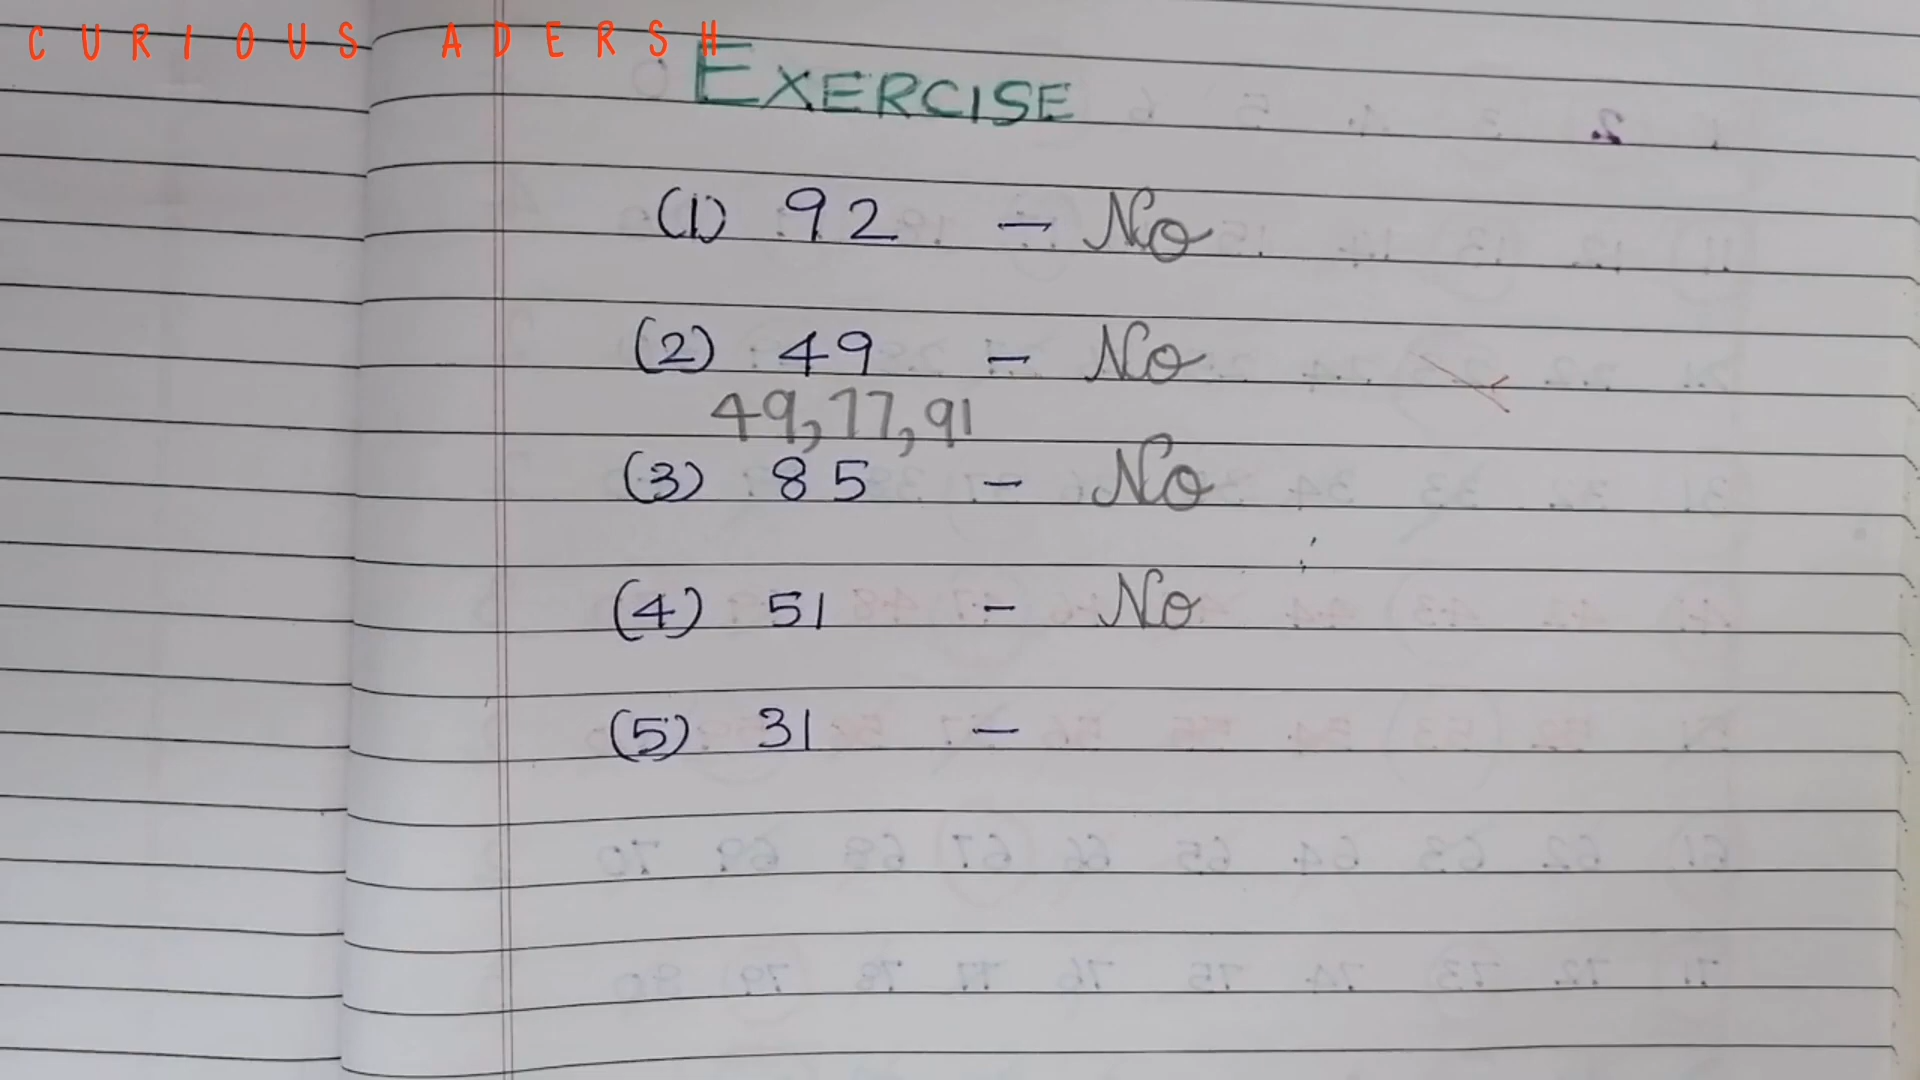 CURIOUS ADERSH
EXERCISE
(1) 92 - No
(2) 49 - No
49,77,91
(3) 85 - No
(4) 51 - No
(5) 31 -